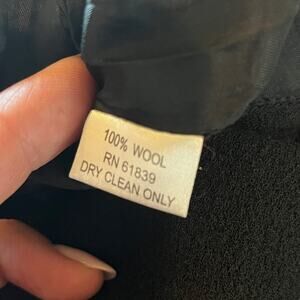 100% WOOL
RN 61839
DRY CLEAN ONLY